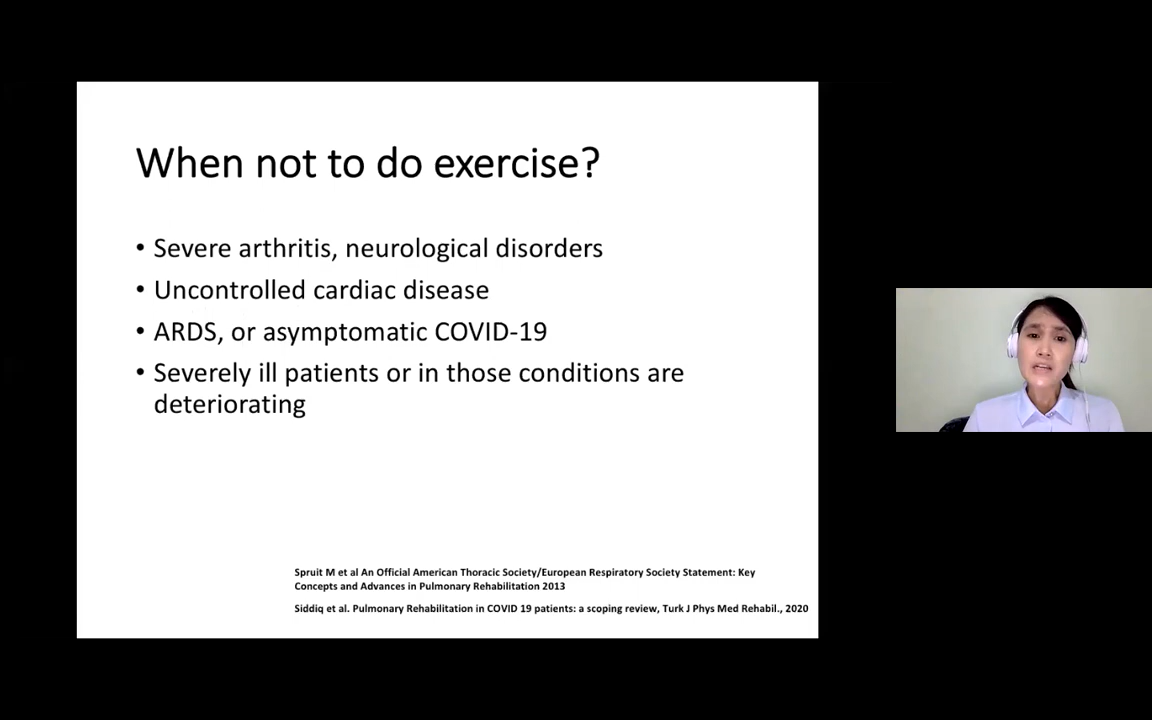 When not to do exercise?
• Severe arthritis, neurological disorders
• Uncontrolled cardiac disease
• ARDS, or asymptomatic COVID-19
• Severely ill patients or in those conditions are
deteriorating
Spruit M et al An Official American Thoracic Society/European Respiratory Society Statement: Key
Concepts and Advances in Pulmonary Rehabilitation 2013
Siddiq et al. Pulmonary Rehabilitation in COVID 19 patients: a scoping review, Turk J Phys Med Rehabil., 2020